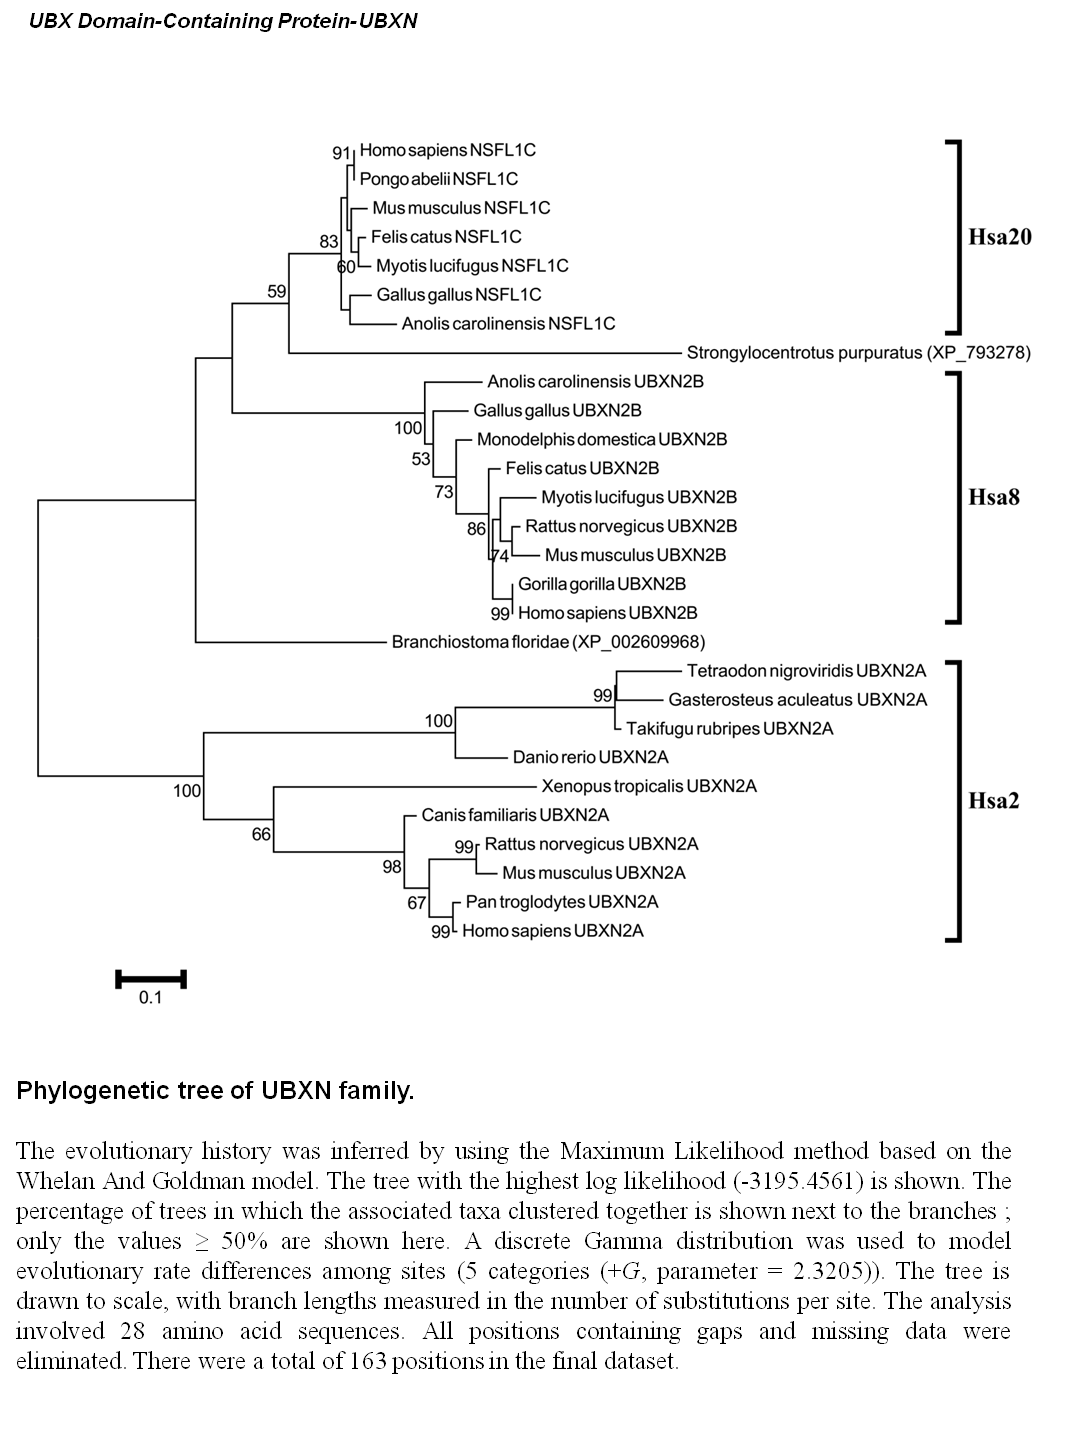 UBX Domain-Containing Protein-UBXN
91
Homo sapiens NSFL1C
Pongo abelii NSFL1C
Mus musculus NSFL1C
83
Felis catus NSFL1C
Hsa20
60
Myotis lucifugus NSFL1C
59
Gallus gallus NSFL1C
Anolis carolinensis NSFL1C
Strongylocentrotus purpuratus (XP_793278)
Anolis carolinensis UBXN2B
Gallus gallus UBXN2B
100
Monodelphis domestica UBXN2B
53
Felis catus UBXN2B
73
Myotis lucifugus UBXN2B
Hsa8
86
Rattus norvegicus UBXN2B
74
Mus musculus UBXN2B
Gorilla gorilla UBXN2B
99
Homo sapiens UBXN2B
Branchiostoma floridae (XP_002609968)
Tetraodon nigroviridis UBXN2A
99
Gasterosteus aculeatus UBXN2A
100
Takifugu rubripes UBXN2A
Danio rerio UBXN2A
100
Xenopus tropicalis UBXN2A
Hsa2
Canis familiaris UBXN2A
66
99
Rattus norvegicus UBXN2A
98
Mus musculus UBXN2A
67
Pan troglodytes UBXN2A
99
Homo sapiens UBXN2A
0.1
Phylogenetic tree of UBXN family.
The evolutionary history was inferred by using the Maximum Likelihood method based on the
Whelan And Goldman model. The tree with the highest log likelihood (-3195.4561) is shown. The
percentage of trees in which the associated taxa clustered together is shown next to the branches ;
only the values ≥ 50% are shown here. A discrete Gamma distribution was used to model
evolutionary rate differences among sites (5 categories (+G, parameter = 2.3205)). The tree is
drawn to scale, with branch lengths measured in the number of substitutions per site. The analysis
involved 28 amino acid sequences. All positions containing gaps and missing data were
eliminated. There were a total of 163 positions in the final dataset.